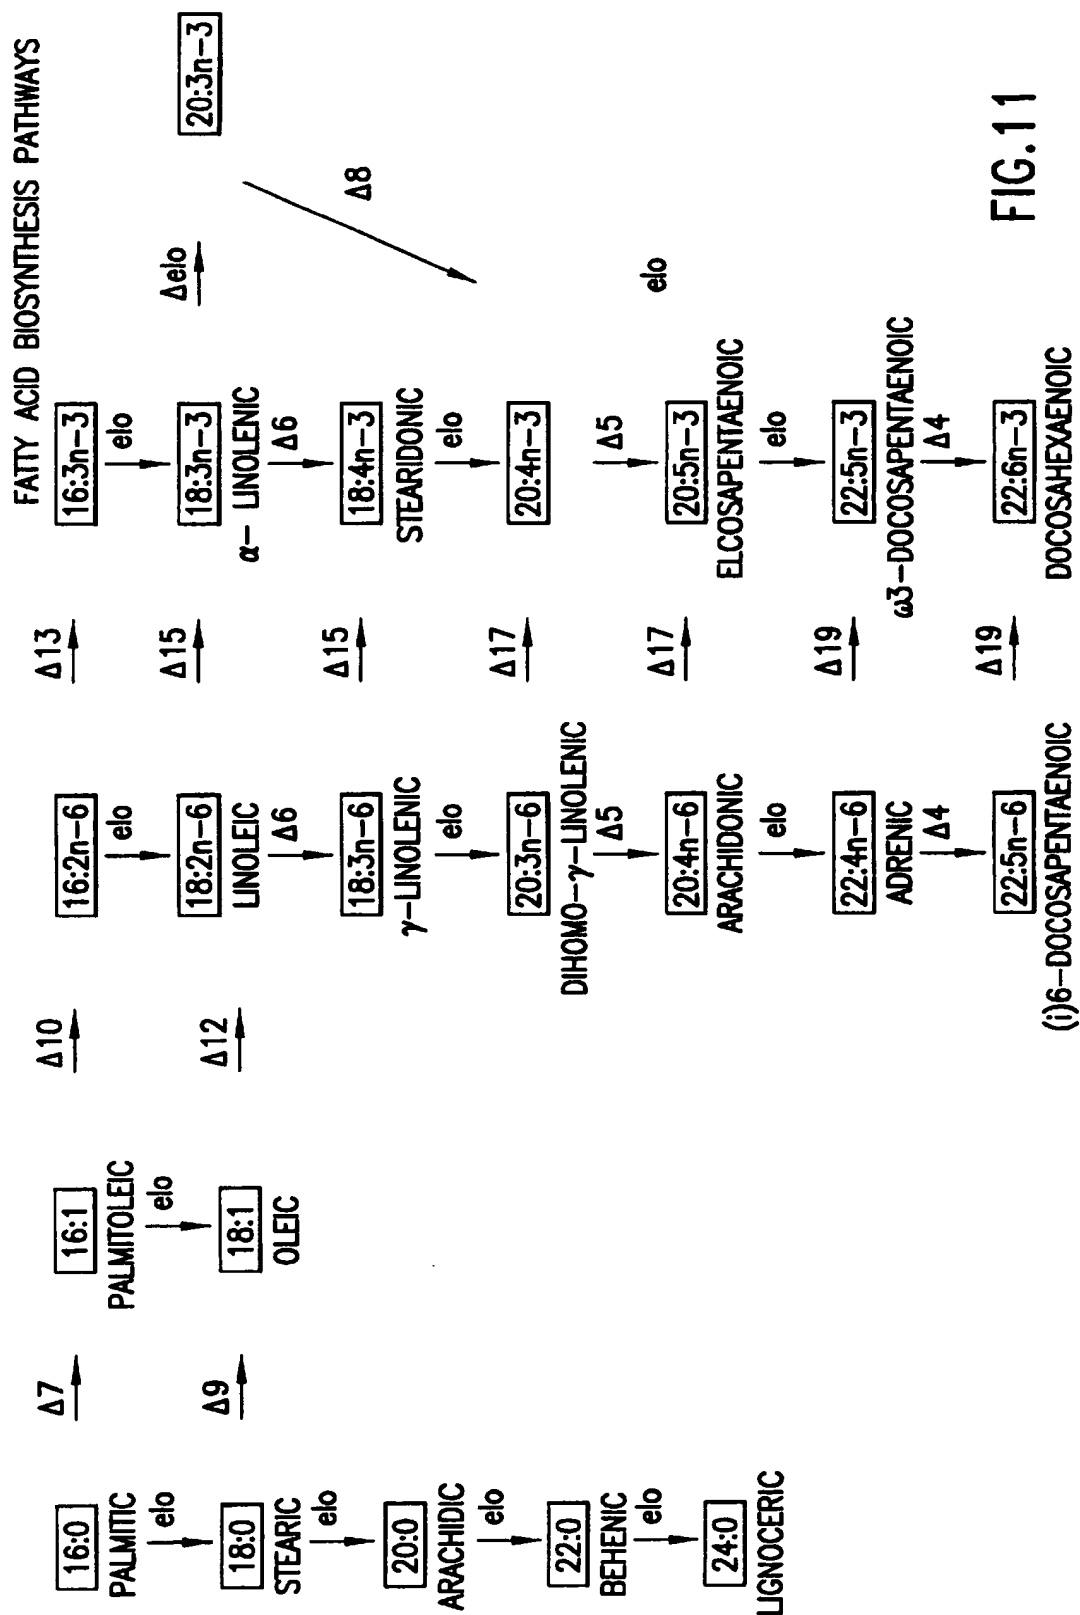 FATTY ACID BIOSYNTHESIS PATHWAYS
Δ7 Δ10 Δ13
16:0 16:1 16:2n-6 16:3n-3
PALMITIC PALMITOLEIC
elo elo elo elo
Δ9 Δ12 Δ15 Δelo
18:0 18:1 18:2n-6 18:3n-3 20:3n-3
STEARIC OLEIC LINOLEIC α- LINOLENIC
elo Δ6 Δ6 Δ8
Δ15
20:0 18:3n-6 18:4n-3
ARACHIDIC γ-LINOLENIC STEARIDONIC
elo elo elo
Δ17
22:0 20:3n-6 20:4n-3
BEHENIC DIHOMO-γ-LINOLENIC
elo Δ5 Δ5 elo
Δ17
24:0 20:4n-6 20:5n-3
LIGNOCERIC ARACHIDONIC ELCOSAPENTAENOIC
elo elo
Δ19
22:4n-6 22:5n-3
ADRENIC ω3-DOCOSAPENTAENOIC
Δ4 Δ4
Δ19
22:5n-6 22:6n-3
(i)6-DOCOSAPENTAENOIC DOCOSAHEXAENOIC
FIG.11